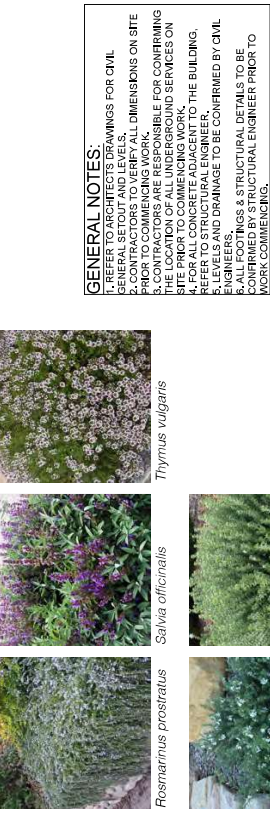 GENERAL NOTES:
1. REFER TO ARCHITECTS DRAWINGS FOR CIVIL
GENERAL SETOUT AND LEVELS.
2. CONTRACTORS TO VERIFY ALL DIMENSIONS ON SITE
PRIOR TO COMMENCING WORK.
3. CONTRACTORS ARE RESPONSIBLE FOR CONFIRMING
THE LOCATION OF ALL UNDERGROUND SERVICES ON
SITE PRIOR TO COMMENCING WORK.
4. FOR ALL CONCRETE ADJACENT TO THE BUILDING,
REFER TO STRUCTURAL ENGINEER.
5. LEVELS AND DRAINAGE TO BE CONFIRMED BY CIVIL
ENGINEERS.
6. ALL FOOTINGS & STRUCTURAL DETAILS TO BE
CONFIRMED BY STRUCTURAL ENGINEER PRIOR TO
WORK COMMENCING.
Rosmarinus prostratus
Salvia officinalis
Thymus vulgaris